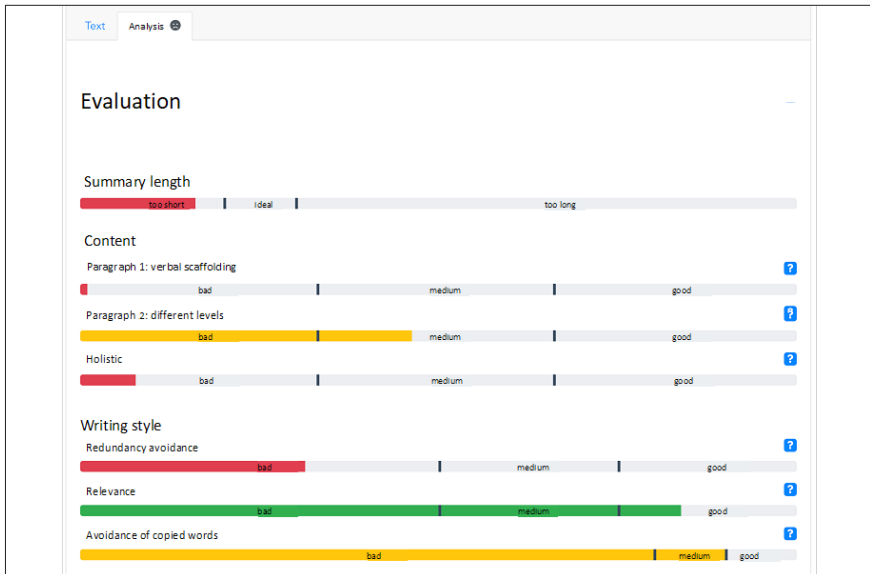 Text Analysis
Evaluation
Summary length
too short ideal too long
Content
Paragraph 1: verbal scaffolding ?
bad medium good
Paragraph 2: different levels ?
bad medium good
Holistic ?
bad medium good
Writing style
Redundancy avoidance ?
bad medium good
Relevance ?
bad medium good
Avoidance of copied words ?
bad medium good